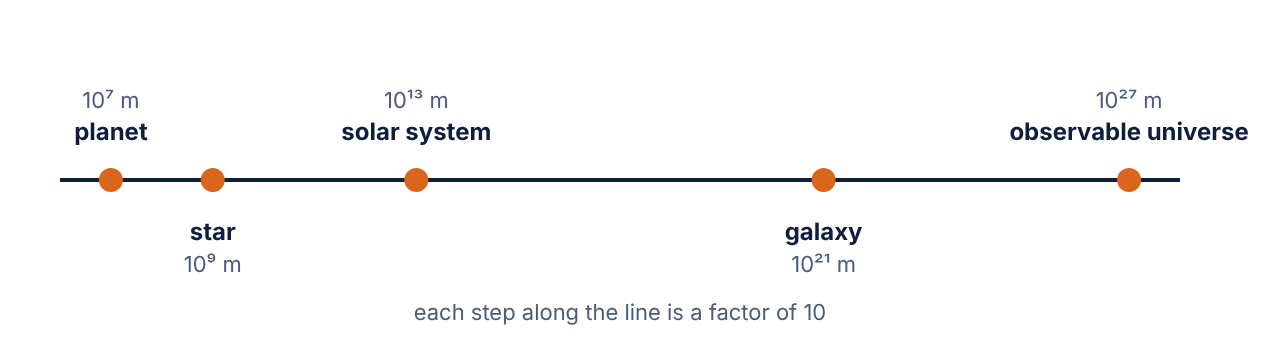 10⁷ m
planet
10¹³ m
solar system
10²⁷ m
observable universe
star
10⁹ m
galaxy
10²¹ m
each step along the line is a factor of 10